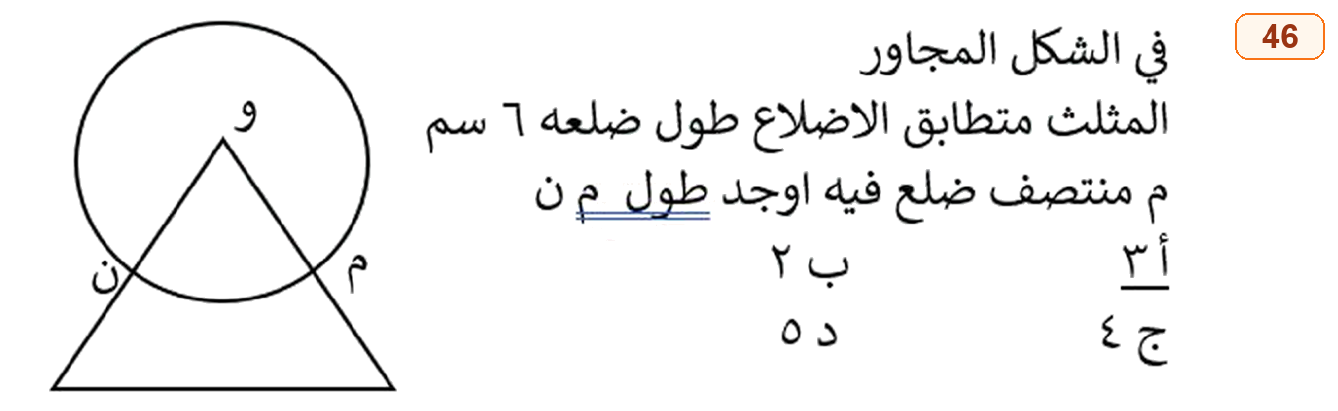 46
في الشكل المجاور
المثلث متطابق الاضلاع طول ضلعه ٦ سم
م منتصف ضلع فيه اوجد طول م ن
أ ٣ ب ٢
ج ٤ د ٥
و
ن م